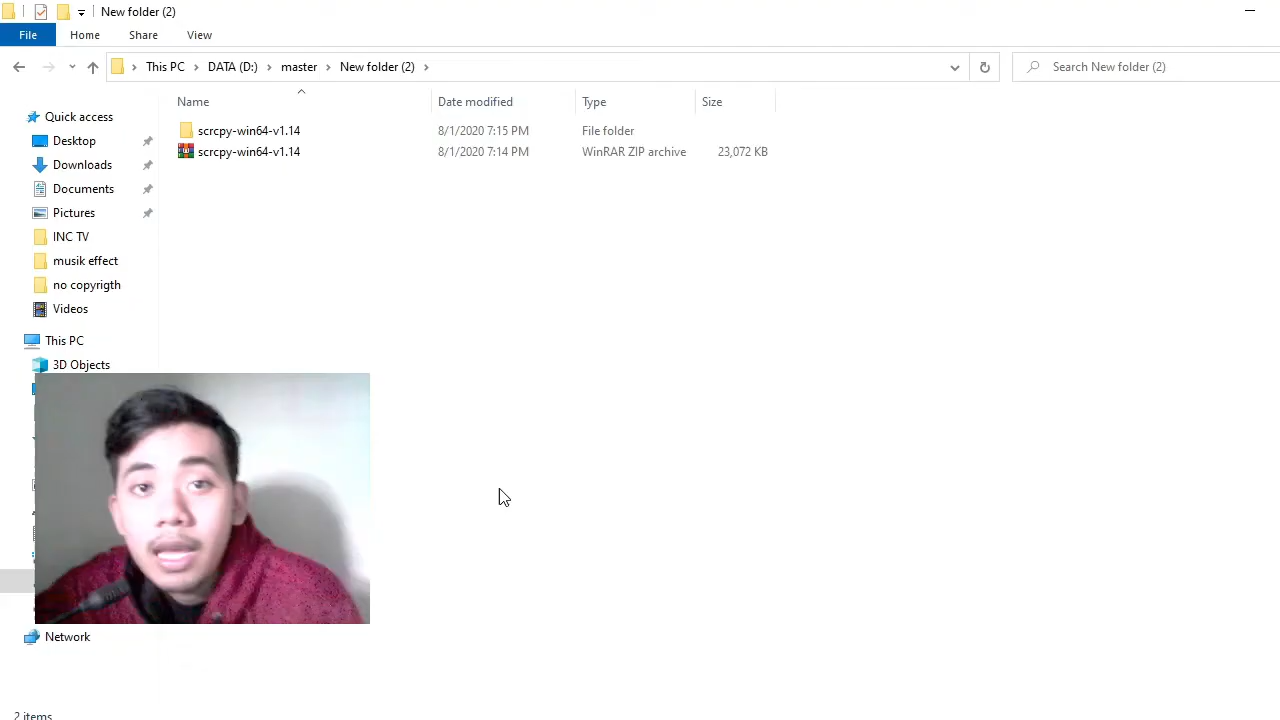 New folder (2)
File Home Share View
This PC DATA (D:) master New folder (2) Search New folder (2)
Name Date modified Type Size
scrcpy-win64-v1.14 8/1/2020 7:15 PM File folder
scrcpy-win64-v1.14 8/1/2020 7:14 PM WinRAR ZIP archive 23,072 KB
Quick access
Desktop
Downloads
Documents
Pictures
INC TV
musik effect
no copyrigth
Videos
This PC
3D Objects
Network
2 items